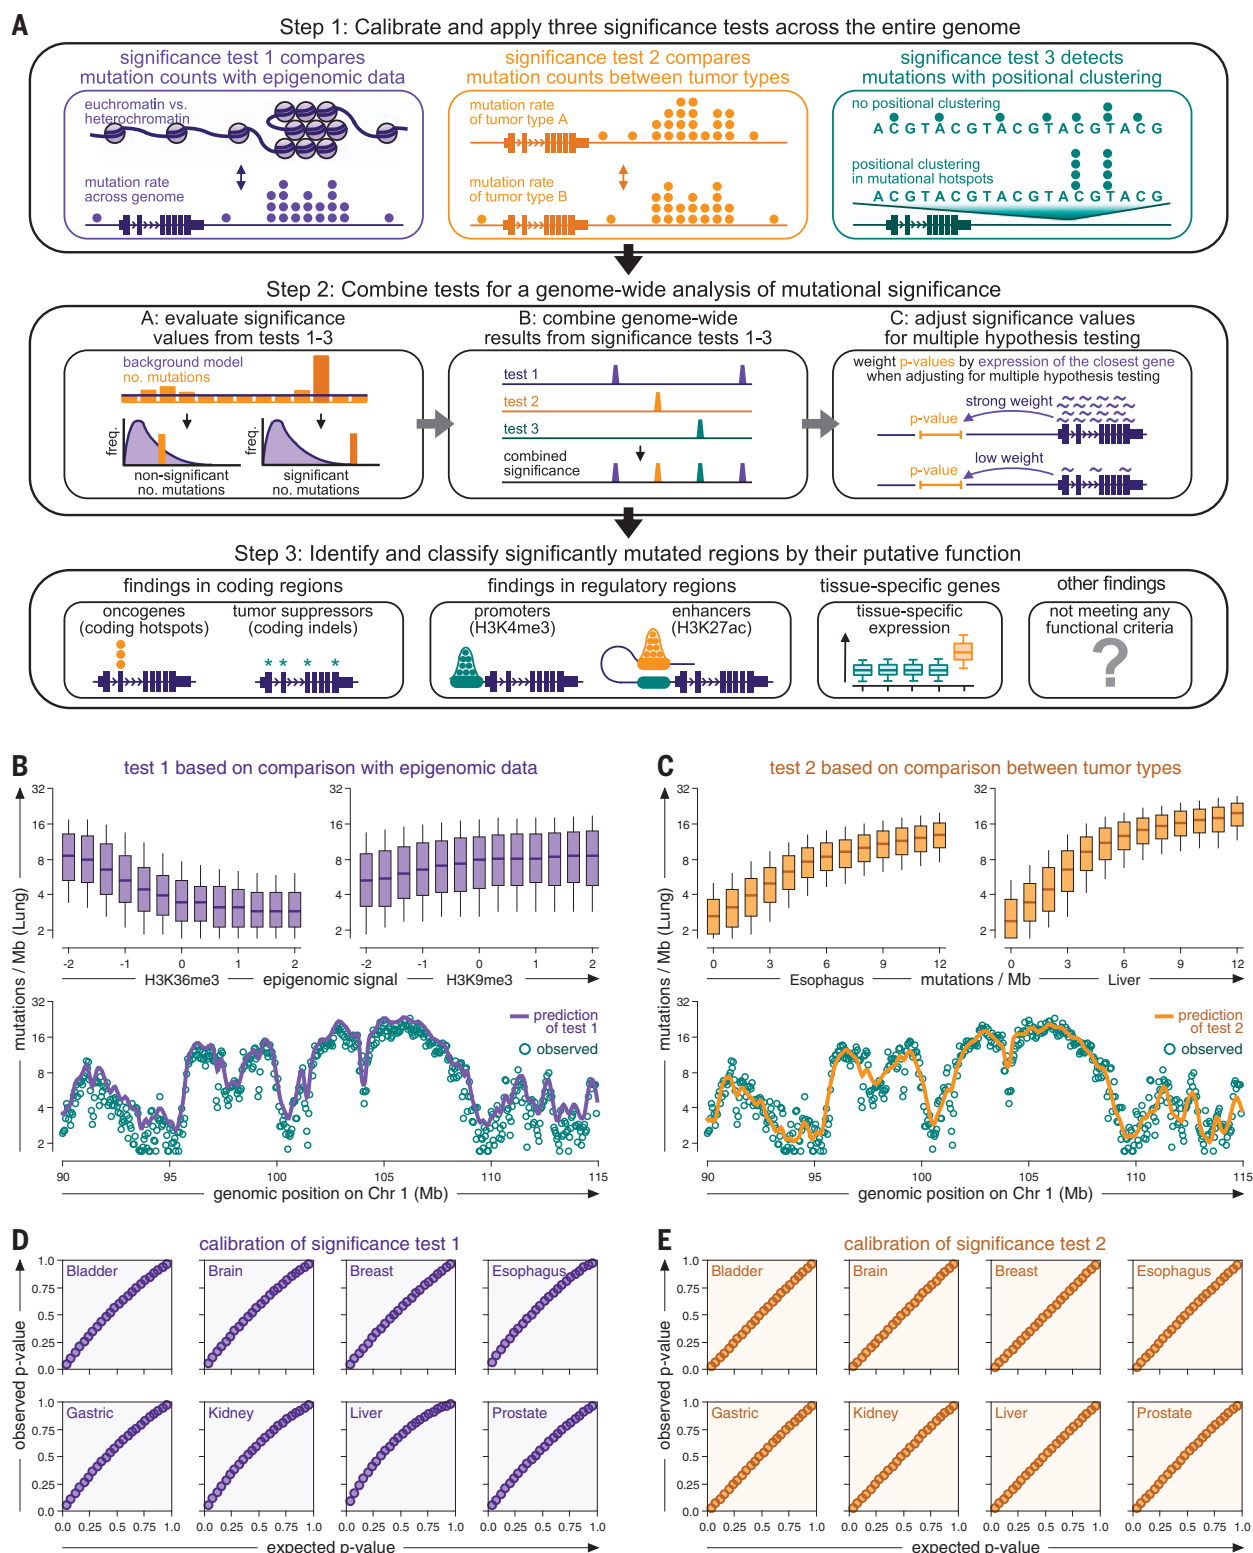 A
Step 1: Calibrate and apply three significance tests across the entire genome
significance test 1 compares
mutation counts with epigenomic data
euchromatin vs.
heterochromatin
mutation rate
across genome
significance test 2 compares
mutation counts between tumor types
mutation rate
of tumor type A
mutation rate
of tumor type B
significance test 3 detects
mutations with positional clustering
no positional clustering
A C G T A C G T A C G T A C G T A C G
positional clustering
in mutational hotspots
A C G T A C G T A C G T A C G T A C G
Step 2: Combine tests for a genome-wide analysis of mutational significance
A: evaluate significance
values from tests 1-3
background model
no. mutations
freq.
non-significant
no. mutations
freq.
significant
no. mutations
B: combine genome-wide
results from significance tests 1-3
test 1
test 2
test 3
combined
significance
C: adjust significance values
for multiple hypothesis testing
weight p-values by expression of the closest gene
when adjusting for multiple hypothesis testing
strong weight
p-value
low weight
p-value
Step 3: Identify and classify significantly mutated regions by their putative function
findings in coding regions
oncogenes
(coding hotspots)
tumor suppressors
(coding indels)
* * * *
findings in regulatory regions
promoters
(H3K4me3)
enhancers
(H3K27ac)
tissue-specific genes
tissue-specific
expression
other findings
not meeting any
functional criteria
?
B
test 1 based on comparison with epigenomic data
mutations / Mb (Lung)
32
16
8
4
2
-2 -1 0 1 2
-2 -1 0 1 2
H3K36me3 epigenomic signal H3K9me3
32
16
8
4
2
prediction
of test 1
observed
90 95 100 105 110 115
genomic position on Chr 1 (Mb)
C
test 2 based on comparison between tumor types
mutations / Mb (Lung)
32
16
8
4
2
32
16
8
4
2
0 3 6 9 12
0 3 6 9 12
Esophagus mutations / Mb Liver
32
16
8
4
2
prediction
of test 2
observed
90 95 100 105 110 115
genomic position on Chr 1 (Mb)
D
calibration of significance test 1
observed p-value
1.0
0.75
0.5
0.25
0.0
Bladder
Brain
Breast
Esophagus
1.0
0.75
0.5
0.25
0.0
Gastric
Kidney
Liver
Prostate
0.0 0.25 0.5 0.75 1.0
0.0 0.25 0.5 0.75 1.0
0.0 0.25 0.5 0.75 1.0
0.0 0.25 0.5 0.75 1.0
expected p-value
E
calibration of significance test 2
observed p-value
1.0
0.75
0.5
0.25
0.0
Bladder
Brain
Breast
Esophagus
1.0
0.75
0.5
0.25
0.0
Gastric
Kidney
Liver
Prostate
0.0 0.25 0.5 0.75 1.0
0.0 0.25 0.5 0.75 1.0
0.0 0.25 0.5 0.75 1.0
0.0 0.25 0.5 0.75 1.0
expected p-value